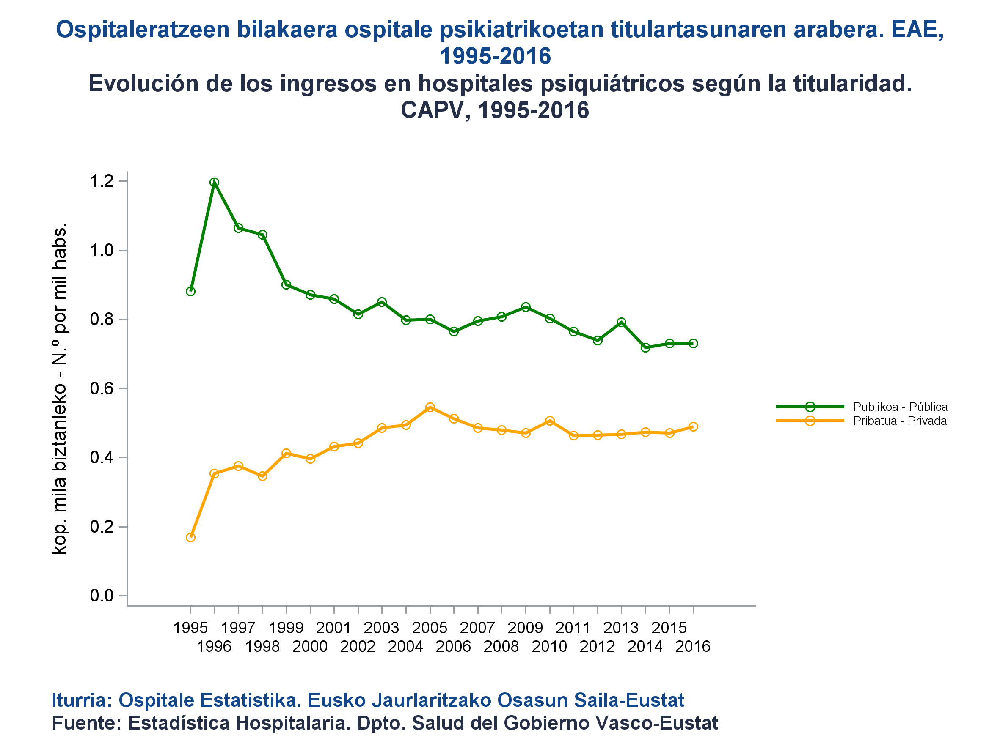 Ospitaleratzeen bilakaera ospitale psikiatrikoetan titulartasunaren arabera. EAE,
1995-2016
Evolución de los ingresos en hospitales psiquiátricos según la titularidad.
CAPV, 1995-2016
kop. mila biztanleko - N.º por mil habs.
1.2
1.0
0.8
0.6
0.4
0.2
0.0
Publikoa - Pública
Pribatua - Privada
1995 1997 1999 2001 2003 2005 2007 2009 2011 2013 2015
1996 1998 2000 2002 2004 2006 2008 2010 2012 2014 2016
Iturria: Ospitale Estatistika. Eusko Jaurlaritzako Osasun Saila-Eustat
Fuente: Estadística Hospitalaria. Dpto. Salud del Gobierno Vasco-Eustat